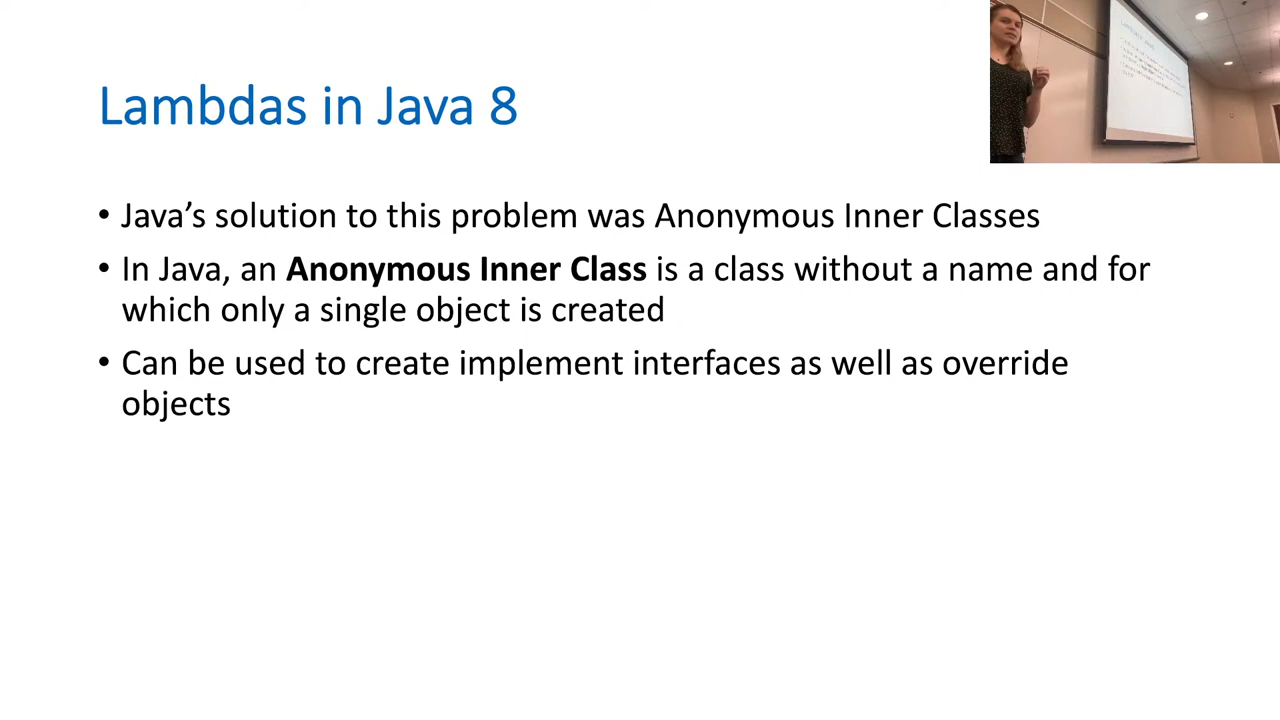 Lambdas in Java 8
• Java’s solution to this problem was Anonymous Inner Classes
• In Java, an Anonymous Inner Class is a class without a name and for
which only a single object is created
• Can be used to create implement interfaces as well as override
objects